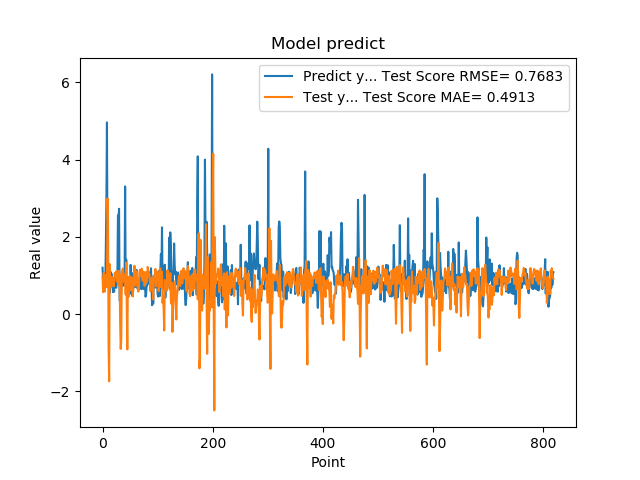 Model predict
Predict y... Test Score RMSE= 0.7683
Test y... Test Score MAE= 0.4913
Real value
6
4
2
0
−2
0 200 400 600 800
Point